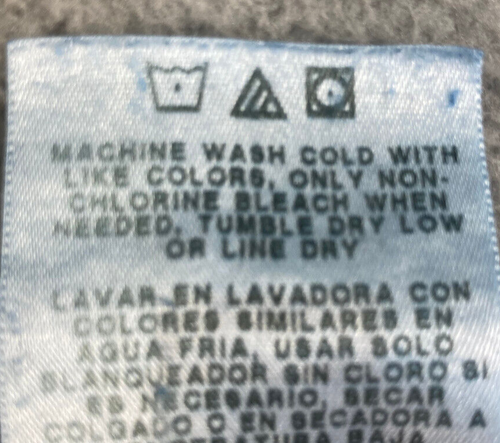 MACHINE WASH COLD WITH
LIKE COLORS, ONLY NON-
CHLORINE BLEACH WHEN
NEEDED, TUMBLE DRY LOW
OR LINE DRY
LAVAR EN LAVADORA CON
COLORES SIMILARES EN
AGUA FRIA, USAR SOLO
BLANQUEADOR SIN CLORO SI
ES NECESARIO, SECAR
COLGADO O EN SECADORA A
TEMPERATURA BAJA